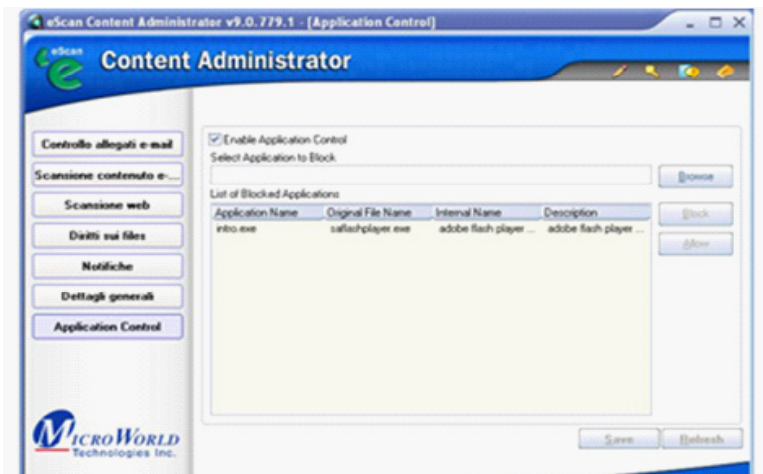 eScan Content Administrator v9.0.779.1 - [Application Control]
eScan
Content Administrator
Controllo allegati e-mail
Scansione contenuto e-...
Scansione web
Diritti sui files
Notifiche
Dettagli generali
Application Control
Enable Application Control
Select Application to Block
Browse
List of Blocked Applications
Application Name Original File Name Internal Name Description
Block
intro.exe saflashplayer.exe adobe flash player ... adobe flash player ...
Allow
Save Refresh
MICROWORLD
Technologies Inc.